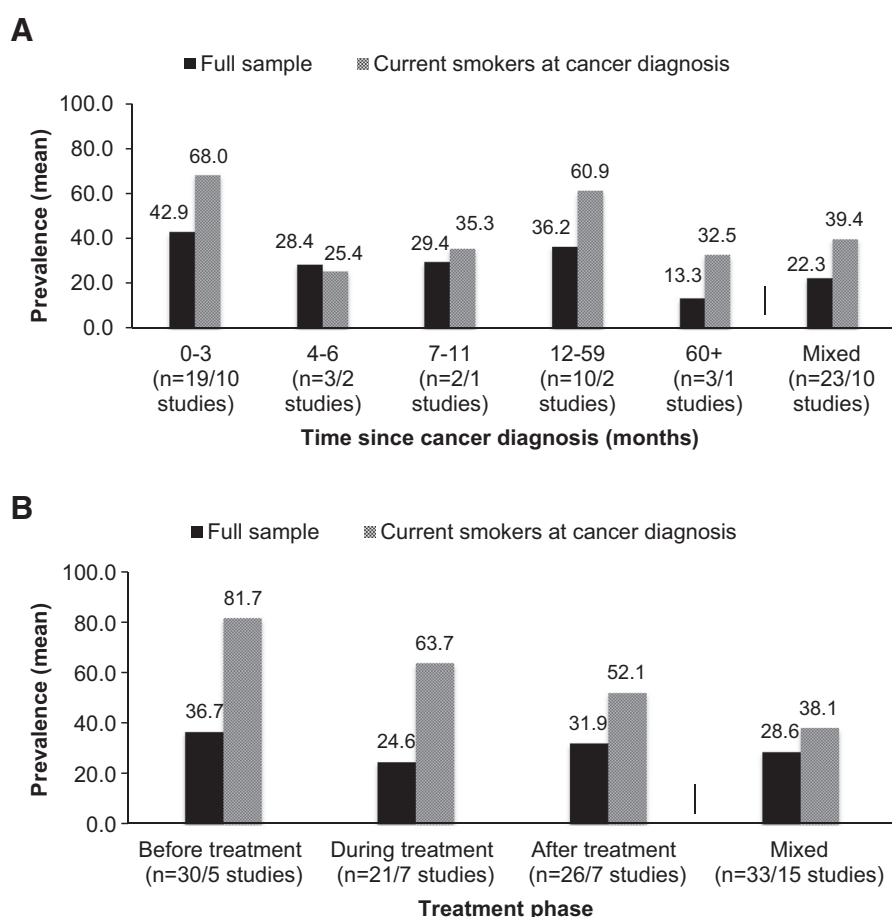 A
Full sample Current smokers at cancer diagnosis
Prevalence (mean)
100.0
80.0
60.0
40.0
20.0
0.0
42.9 68.0 28.4 25.4 29.4 35.3 36.2 60.9 13.3 32.5 22.3 39.4
0-3 4-6 7-11 12-59 60+ Mixed
(n=19/10 (n=3/2 (n=2/1 (n=10/2 (n=3/1 (n=23/10
studies) studies) studies) studies) studies) studies)
Time since cancer diagnosis (months)
B
Full sample Current smokers at cancer diagnosis
Prevalence (mean)
100.0
80.0
60.0
40.0
20.0
0.0
36.7 81.7 24.6 63.7 31.9 52.1 28.6 38.1
Before treatment During treatment After treatment Mixed
(n=30/5 studies) (n=21/7 studies) (n=26/7 studies) (n=33/15 studies)
Treatment phase